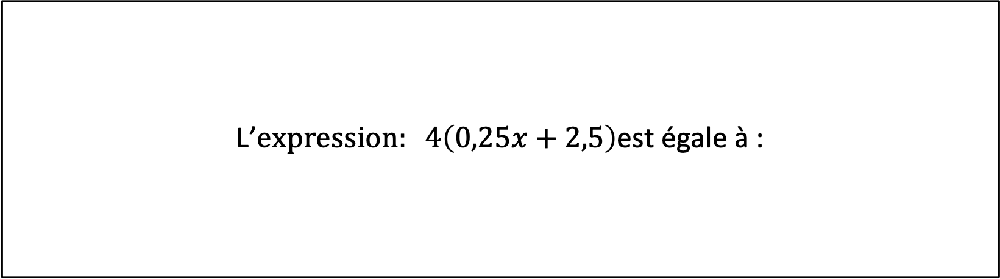 L’expression:  4(0,25x + 2,5)est égale à :